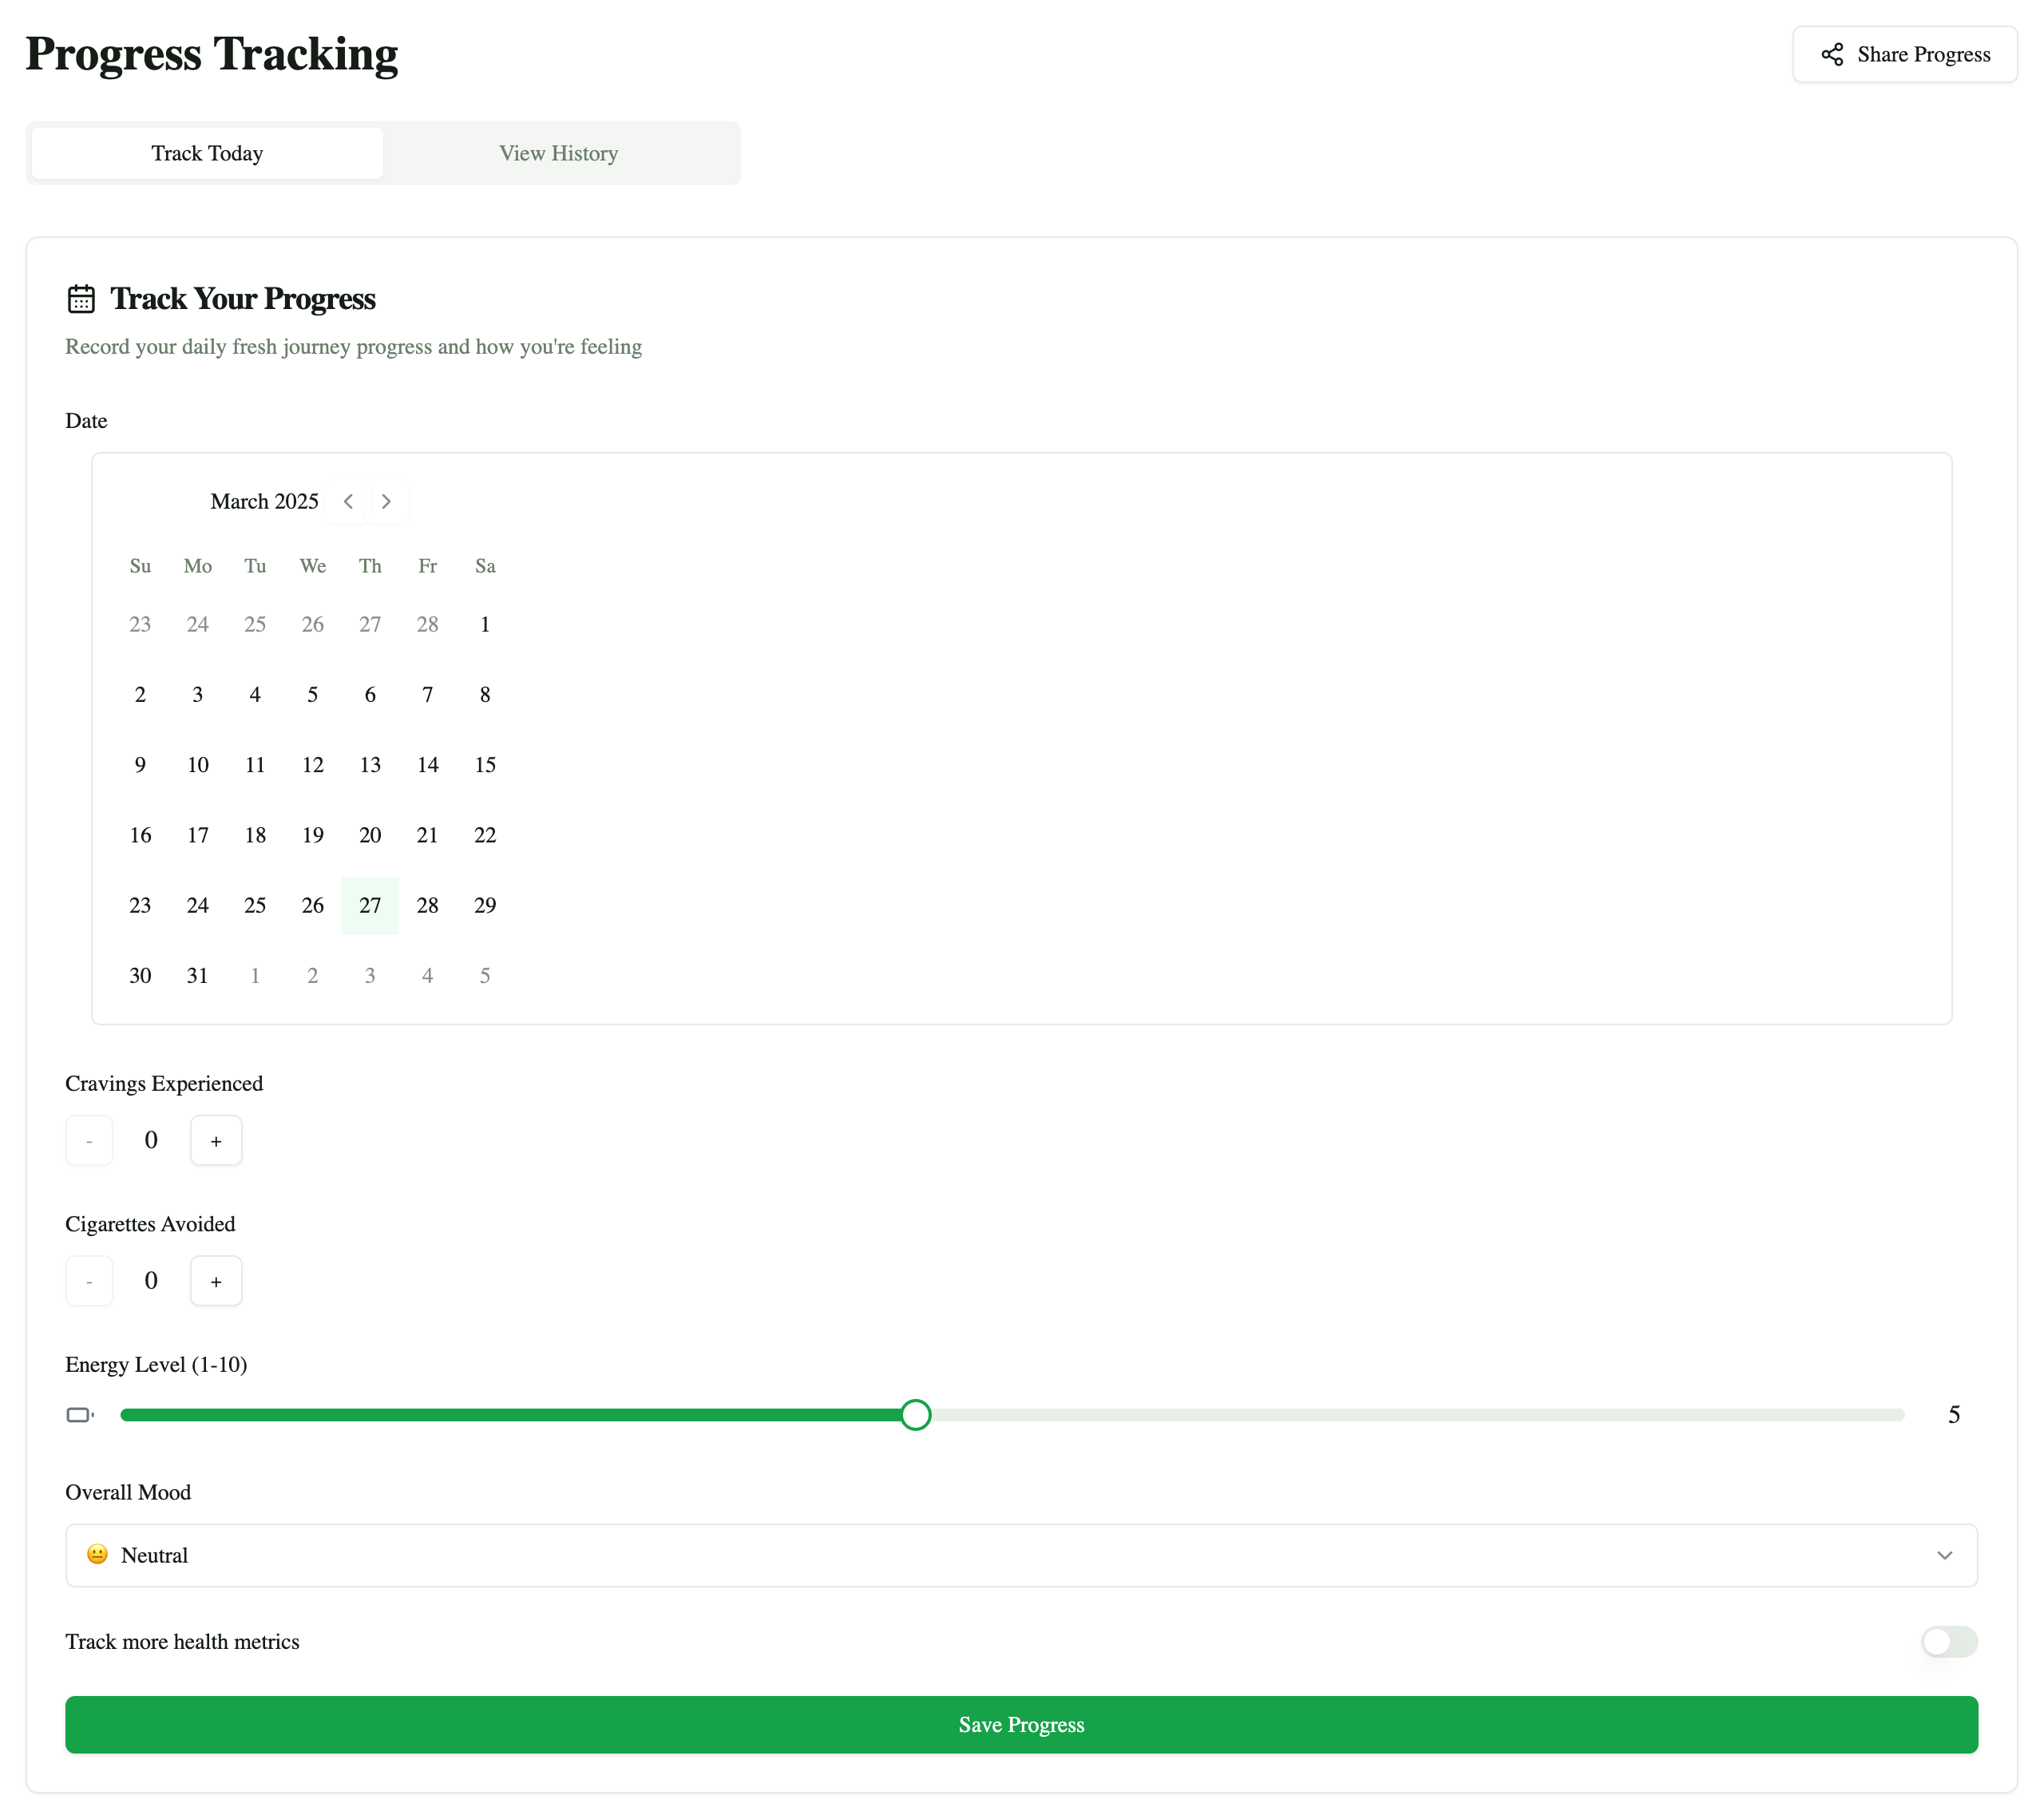 Progress Tracking
Share Progress
Track Today View History
Track Your Progress
Record your daily fresh journey progress and how you're feeling
Date
March 2025
Su Mo Tu We Th Fr Sa
23 24 25 26 27 28 1
2 3 4 5 6 7 8
9 10 11 12 13 14 15
16 17 18 19 20 21 22
23 24 25 26 27 28 29
30 31 1 2 3 4 5
Cravings Experienced
- 0 +
Cigarettes Avoided
- 0 +
Energy Level (1-10)
5
Overall Mood
😐 Neutral
Track more health metrics
Save Progress